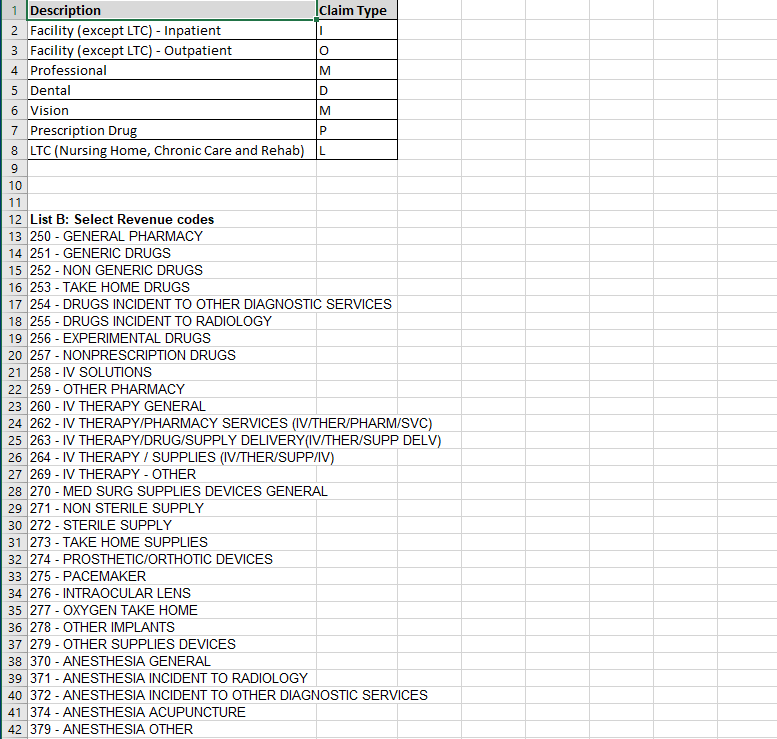 1 Description Claim Type
2 Facility (except LTC) - Inpatient I
3 Facility (except LTC) - Outpatient O
4 Professional M
5 Dental D
6 Vision M
7 Prescription Drug P
8 LTC (Nursing Home, Chronic Care and Rehab) L
9
10
11
12 List B: Select Revenue codes
13 250 - GENERAL PHARMACY
14 251 - GENERIC DRUGS
15 252 - NON GENERIC DRUGS
16 253 - TAKE HOME DRUGS
17 254 - DRUGS INCIDENT TO OTHER DIAGNOSTIC SERVICES
18 255 - DRUGS INCIDENT TO RADIOLOGY
19 256 - EXPERIMENTAL DRUGS
20 257 - NONPRESCRIPTION DRUGS
21 258 - IV SOLUTIONS
22 259 - OTHER PHARMACY
23 260 - IV THERAPY GENERAL
24 262 - IV THERAPY/PHARMACY SERVICES (IV/THER/PHARM/SVC)
25 263 - IV THERAPY/DRUG/SUPPLY DELIVERY(IV/THER/SUPP DELV)
26 264 - IV THERAPY / SUPPLIES (IV/THER/SUPP/IV)
27 269 - IV THERAPY - OTHER
28 270 - MED SURG SUPPLIES DEVICES GENERAL
29 271 - NON STERILE SUPPLY
30 272 - STERILE SUPPLY
31 273 - TAKE HOME SUPPLIES
32 274 - PROSTHETIC/ORTHOTIC DEVICES
33 275 - PACEMAKER
34 276 - INTRAOCULAR LENS
35 277 - OXYGEN TAKE HOME
36 278 - OTHER IMPLANTS
37 279 - OTHER SUPPLIES DEVICES
38 370 - ANESTHESIA GENERAL
39 371 - ANESTHESIA INCIDENT TO RADIOLOGY
40 372 - ANESTHESIA INCIDENT TO OTHER DIAGNOSTIC SERVICES
41 374 - ANESTHESIA ACUPUNCTURE
42 379 - ANESTHESIA OTHER